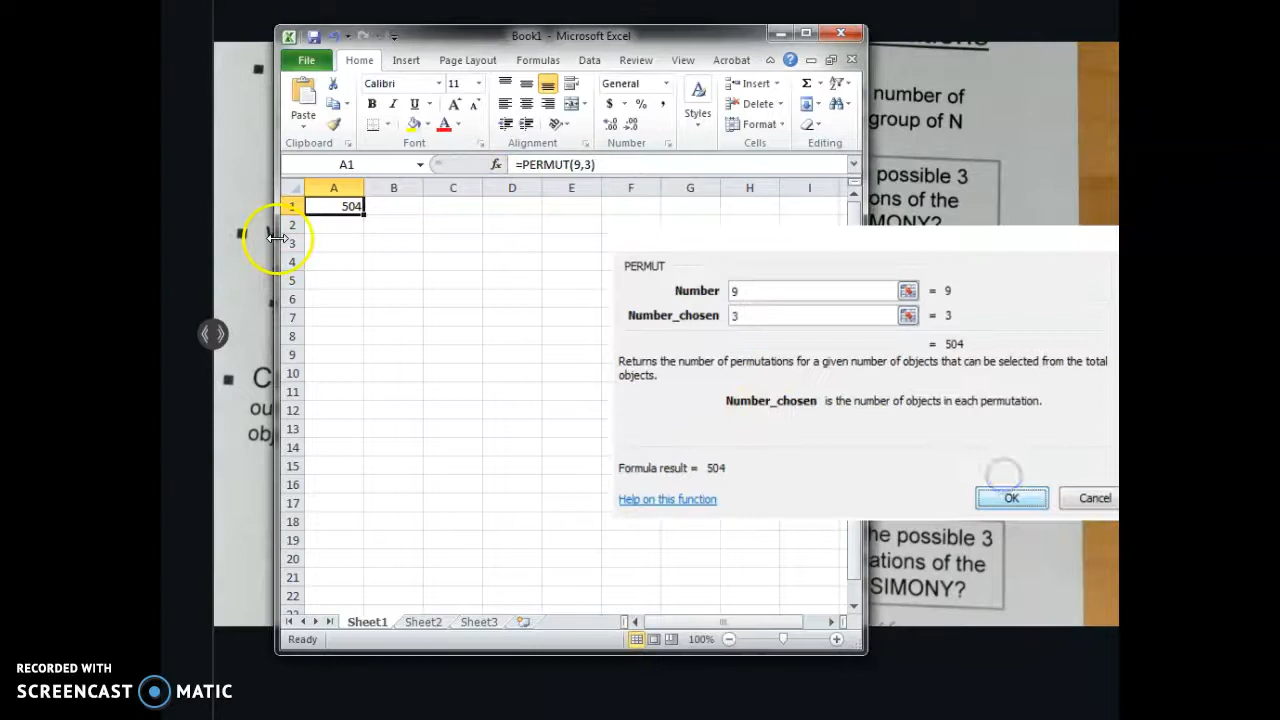 Book1 - Microsoft Excel
File Home Insert Page Layout Formulas Data Review View Acrobat
Calibri 11
General
Paste
B I U
$ % ,
Styles
Insert
Delete
Format
Clipboard Font Alignment Number Cells Editing
A1 fx =PERMUT(9,3)
A B C D E F G H I
1 504
2
3
4
5
6
7
8
9
10
11
12
13
14
15
16
17
18
19
20
21
22
number of
group of N
possible 3
ons of the
IMONY?
PERMUT
Number 9 = 9
Number_chosen 3 = 3
= 504
Returns the number of permutations for a given number of objects that can be selected from the total
objects.
Number_chosen is the number of objects in each permutation.
Formula result = 504
Help on this function
OK Cancel
C
ou
obj
he possible 3
ations of the
SIMONY?
Sheet1 Sheet2 Sheet3
Ready 100%
RECORDED WITH
SCREENCAST MATIC